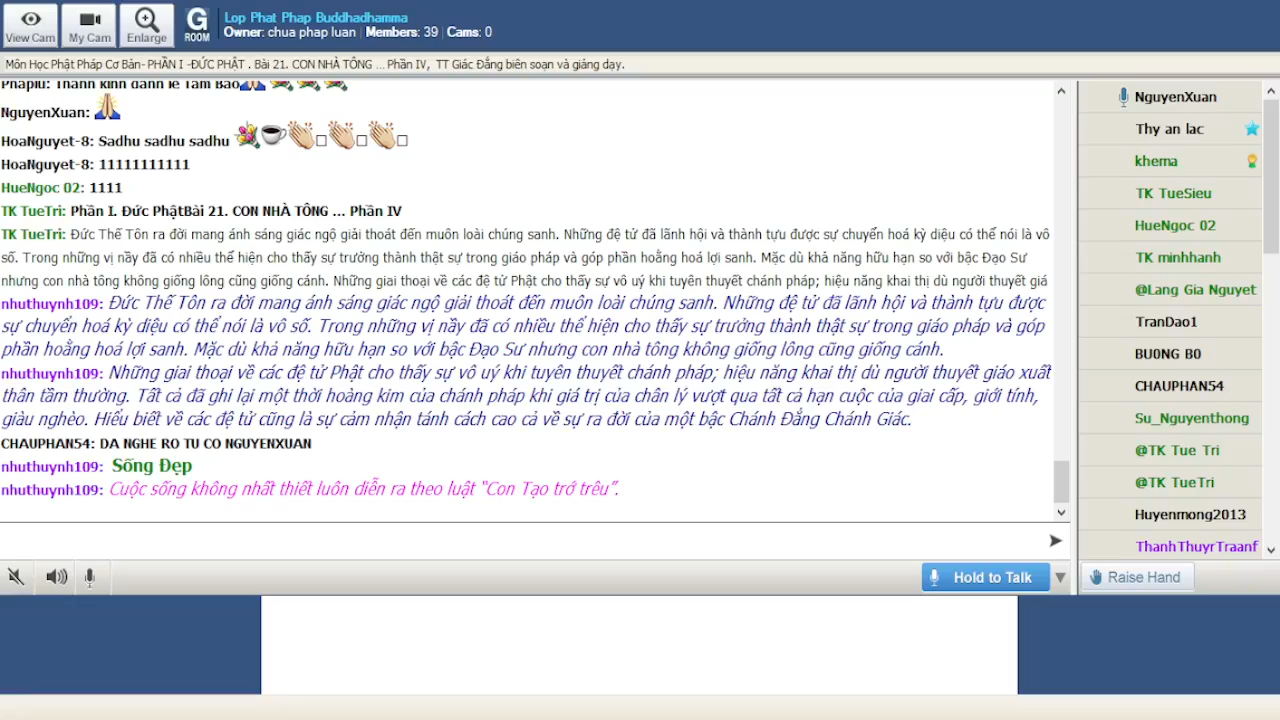 View Cam
My Cam
Enlarge
G
ROOM
Lop Phat Phap Buddhadhamma
Owner: chua phap luan Members: 39 Cams: 0
Môn Học Phật Pháp Cơ Bản- PHẦN I -ĐỨC PHẬT . Bài 21. CON NHÀ TÔNG ... Phần IV, TT Giác Đẳng biên soạn và giảng dạy.
Phapluu: Thanh kinh danh le Tam Bao
NguyenXuan:
HoaNguyet-8: Sadhu sadhu sadhu
HoaNguyet-8: 11111111111
HueNgoc 02: 1111
TK TueTri: Phần I. Đức PhậtBài 21. CON NHÀ TÔNG ... Phần IV
TK TueTri: Đức Thế Tôn ra đời mang ánh sáng giác ngộ giải thoát đến muôn loài chúng sanh. Những đệ tử đã lãnh hội và thành tựu được sự chuyển hoá kỳ diệu có thể nói là vô
số. Trong những vị nầy đã có nhiều thể hiện cho thấy sự trưởng thành thật sự trong giáo pháp và góp phần hoằng hoá lợi sanh. Mặc dù khả năng hữu hạn so với bậc Đạo Sư
nhưng con nhà tông không giống lông cũng giống cánh. Những giai thoại về các đệ tử Phật cho thấy sự vô uý khi tuyên thuyết chánh pháp; hiệu năng khai thị dù người thuyết giá
nhuthuynh109: Đức Thế Tôn ra đời mang ánh sáng giác ngộ giải thoát đến muôn loài chúng sanh. Những đệ tử đã lãnh hội và thành tựu được
sự chuyển hoá kỳ diệu có thể nói là vô số. Trong những vị nầy đã có nhiều thể hiện cho thấy sự trưởng thành thật sự trong giáo pháp và góp
phần hoằng hoá lợi sanh. Mặc dù khả năng hữu hạn so với bậc Đạo Sư nhưng con nhà tông không giống lông cũng giống cánh.
nhuthuynh109: Những giai thoại về các đệ tử Phật cho thấy sự vô uý khi tuyên thuyết chánh pháp; hiệu năng khai thị dù người thuyết giáo xuất
thân tầm thường. Tất cả đã ghi lại một thời hoàng kim của chánh pháp khi giá trị của chân lý vượt qua tất cả hạn cuộc của giai cấp, giới tính,
giàu nghèo. Hiểu biết về các đệ tử cũng là sự cảm nhận tánh cách cao cả về sự ra đời của một bậc Chánh Đẳng Chánh Giác.
CHAUPHAN54: DA NGHE RO TU CO NGUYENXUAN
nhuthuynh109: Sống Đẹp
nhuthuynh109: Cuộc sống không nhất thiết luôn diễn ra theo luật “Con Tạo trớ trêu”.
Hold to Talk
NguyenXuan
Thy an lac
khema
TK TueSieu
HueNgoc 02
TK minhhanh
@Lang Gia Nguyet
TranDao1
BU0NG B0
CHAUPHAN54
Su_Nguyenthong
@TK Tue Tri
@TK TueTri
Huyenmong2013
ThanhThuyrTraanf
Raise Hand